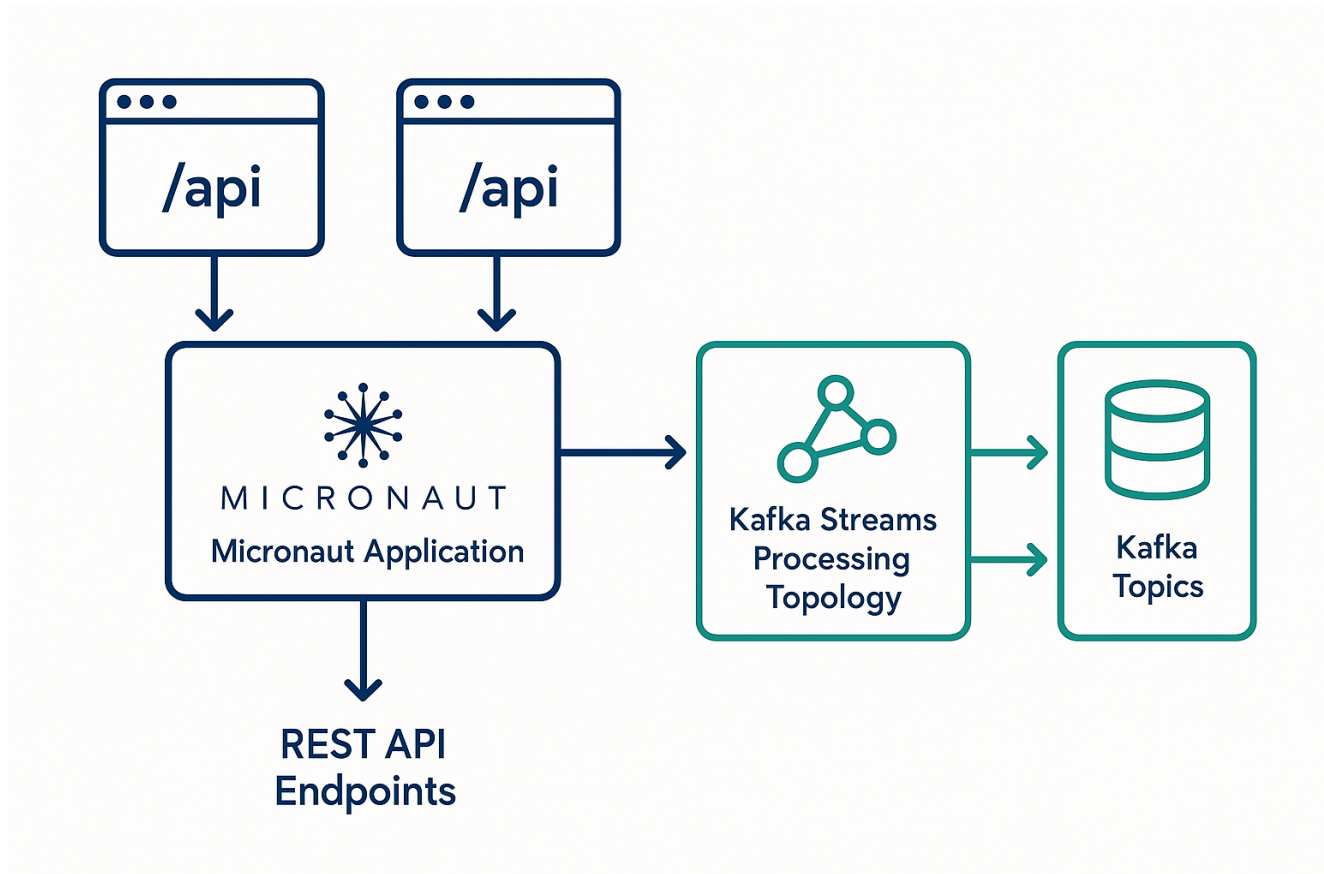 /api
/api
MICRONAUT
Micronaut Application
Kafka Streams
Processing
Topology
Kafka
Topics
REST API
Endpoints